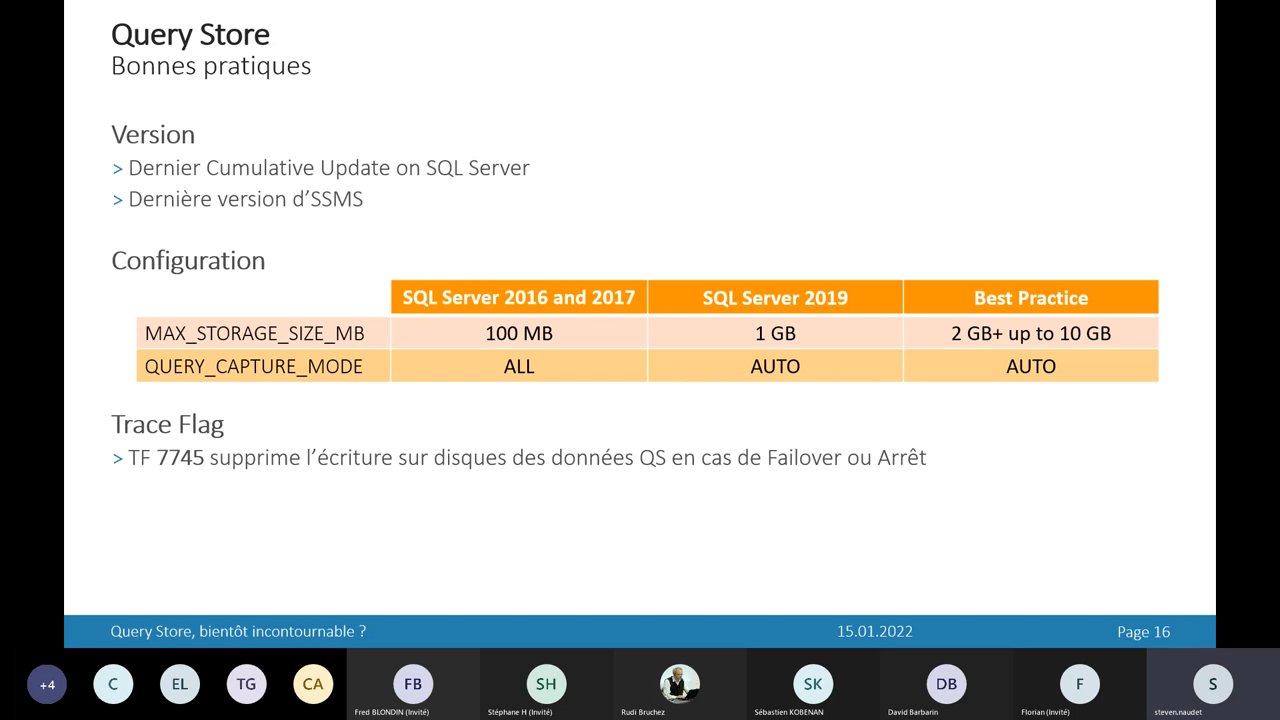 Query Store
Bonnes pratiques
Version
> Dernier Cumulative Update on SQL Server
> Dernière version d’SSMS
Configuration
SQL Server 2016 and 2017 SQL Server 2019 Best Practice
MAX_STORAGE_SIZE_MB 100 MB 1 GB 2 GB+ up to 10 GB
QUERY_CAPTURE_MODE ALL AUTO AUTO
Trace Flag
> TF 7745 supprime l’écriture sur disques des données QS en cas de Failover ou Arrêt
Query Store, bientôt incontournable ? 15.01.2022 Page 16
+4 C EL TG CA FB SH SK DB F S
Fred BLONDIN (Invité) Stéphane H (Invité) Rudi Bruchez Sébastien KOBENAN David Barbarin Florian (Invité) steven.naudet